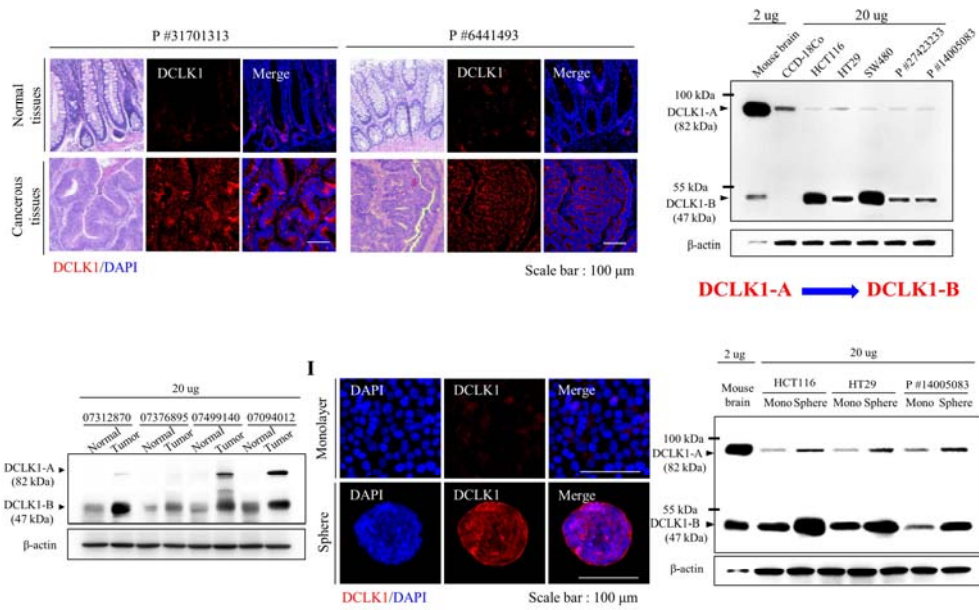 P #31701313
P #6441493
DCLK1
Merge
DCLK1
Merge
Normal tissues
Cancerous tissues
DCLK1/DAPI
Scale bar : 100 μm
2 ug
20 ug
Mouse brain
CCD-18Co
HCT116
HT29
SW480
P #27423233
P #14005083
100 kDa
DCLK1-A
(82 kDa)
55 kDa
DCLK1-B
(47 kDa)
β-actin
DCLK1-A DCLK1-B
20 ug
07312870 07376895 07499140 07094012
Normal Tumor Normal Tumor Normal Tumor Normal Tumor
DCLK1-A
(82 kDa)
DCLK1-B
(47 kDa)
β-actin
I
Monolayer
DAPI DCLK1 Merge
Sphere
DAPI DCLK1 Merge
DCLK1/DAPI
Scale bar : 100 μm
2 ug
20 ug
Mouse brain
HCT116 HT29 P #14005083
Mono Sphere Mono Sphere Mono Sphere
100 kDa
DCLK1-A
(82 kDa)
55 kDa
DCLK1-B
(47 kDa)
β-actin